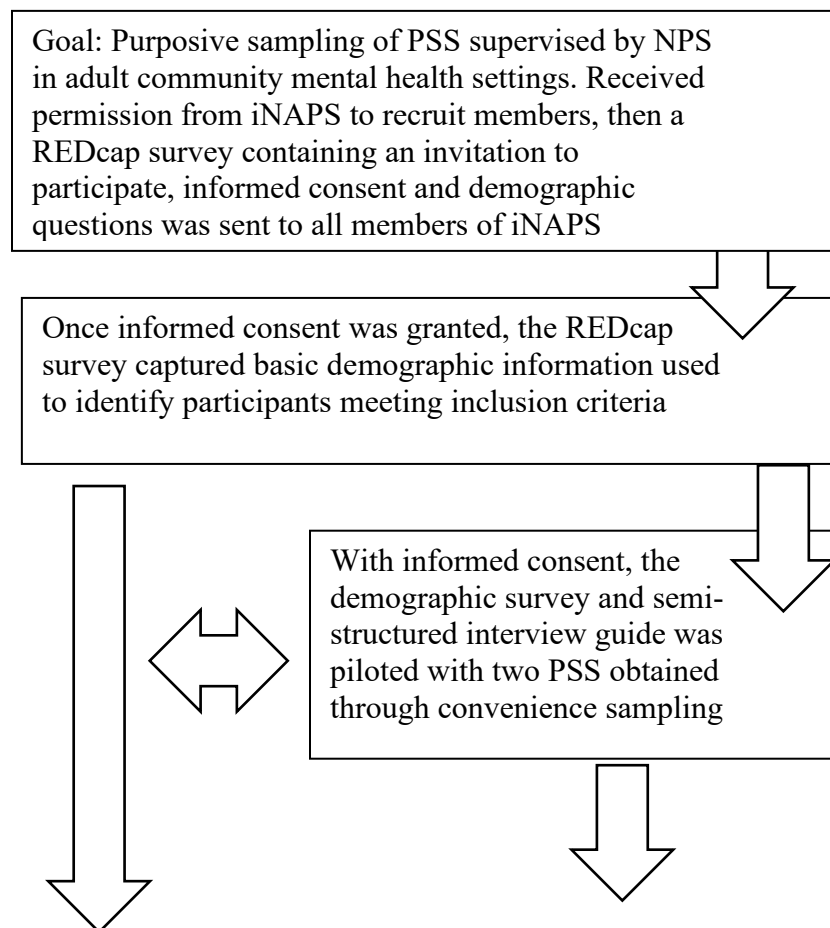 Goal: Purposive sampling of PSS supervised by NPS
in adult community mental health settings. Received
permission from iNAPS to recruit members, then a
REDcap survey containing an invitation to
participate, informed consent and demographic
questions was sent to all members of iNAPS
Once informed consent was granted, the REDcap
survey captured basic demographic information used
to identify participants meeting inclusion criteria
With informed consent, the
demographic survey and semi-
structured interview guide was
piloted with two PSS obtained
through convenience sampling